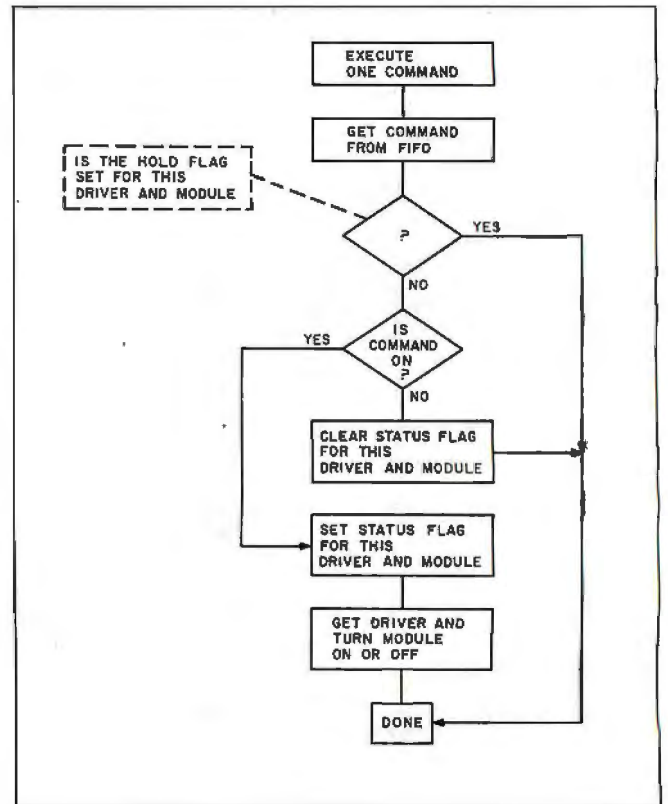 EXECUTE
ONE COMMAND
GET COMMAND
FROM FIFO
IS THE HOLD FLAG
SET FOR THIS
DRIVER AND MODULE
?
YES
NO
YES
IS
COMMAND
ON
?
NO
CLEAR STATUS FLAG
FOR THIS
DRIVER AND MODULE
SET STATUS FLAG
FOR THIS
DRIVER AND MODULE
GET DRIVER AND
TURN MODULE
ON OR OFF
DONE